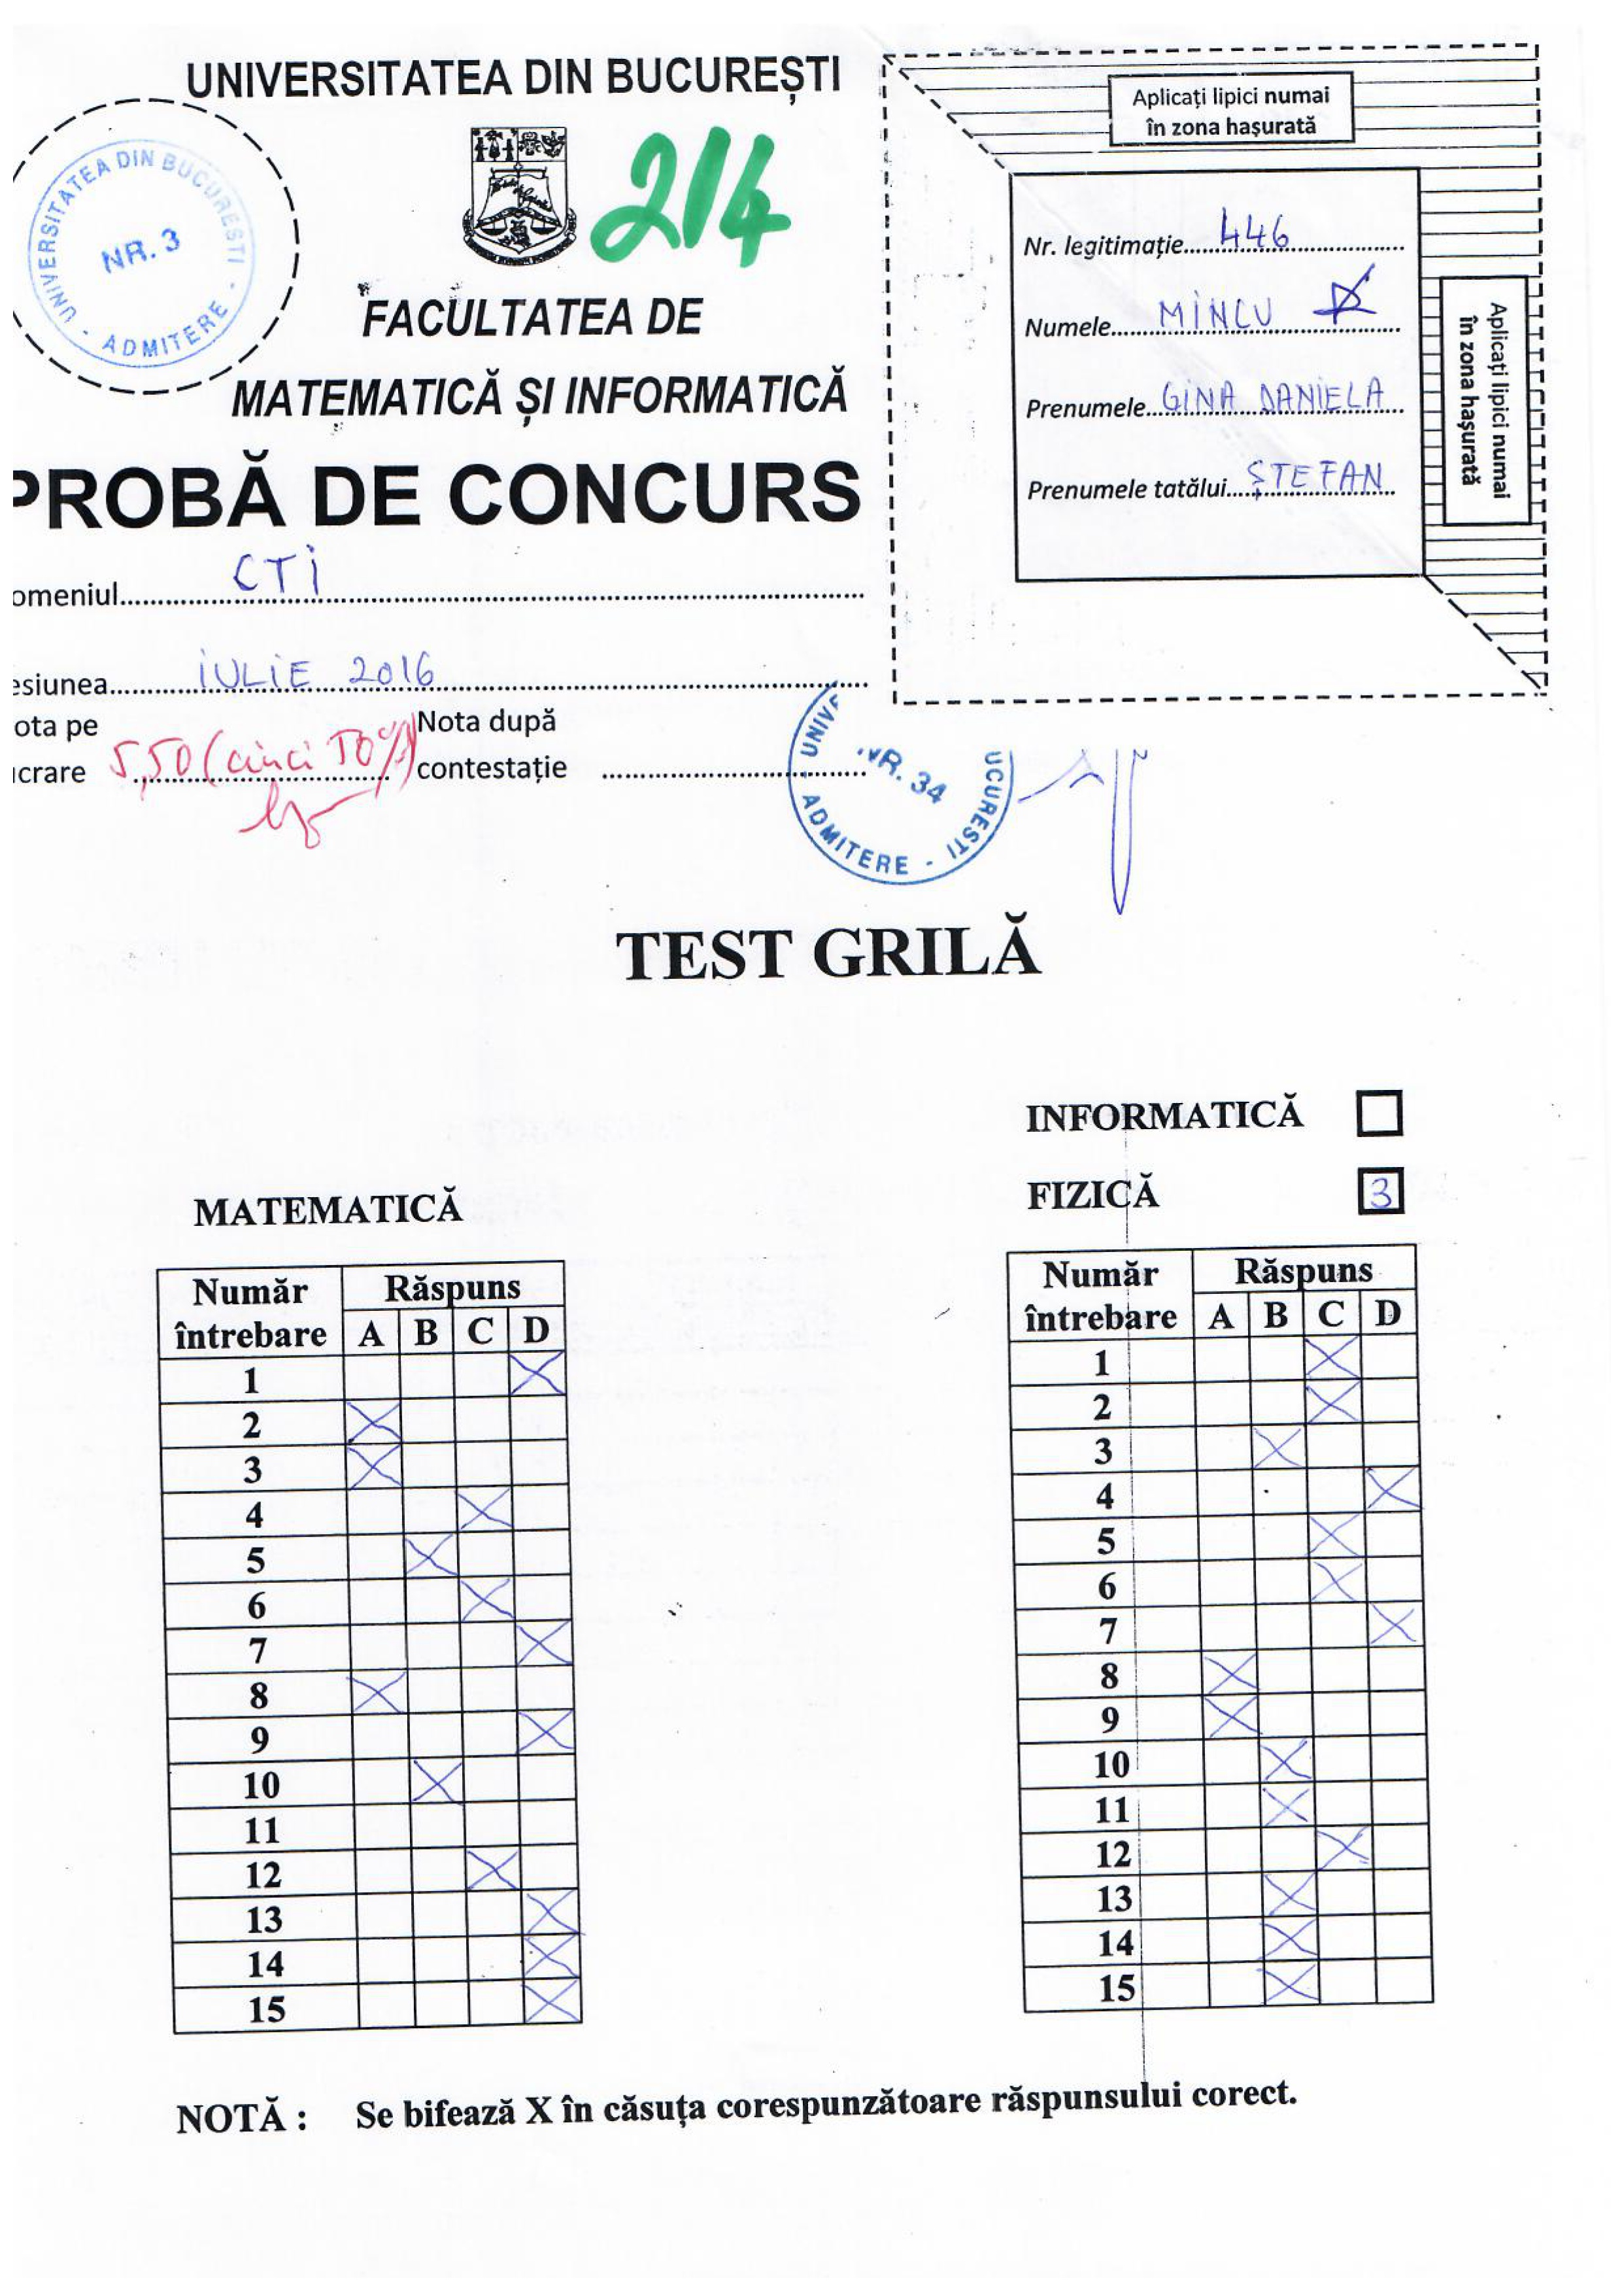 UNIVERSITATEA DIN BUCUREȘTI
UNIVERSITATEA DIN BUCURESTI - ADMITERE -
NR. 3
214
FACULTATEA DE
MATEMATICĂ ȘI INFORMATICĂ
PROBĂ DE CONCURS
omeniul CTI
esiunea IULIE 2016
ota pe
crare 5,50 (cinci 50%)
Nota după
contestație
NR. 34
ADMITERE -
Aplicați lipici numai
în zona hașurată
Nr. legitimație 446
Numele MINCU
Prenumele GINA DANIELA
Prenumele tatălui ȘTEFAN
Aplicați lipici numai
în zona hașurată
TEST GRILĂ
INFORMATICĂ
FIZICĂ 3
MATEMATICĂ
Număr întrebare Răspuns
A B C D
1 X
2 X
3 X
4 X
5 X
6 X
7 X
8 X
9 X
10 X
11
12 X
13 X
14 X
15 X
Număr întrebare Răspuns
A B C D
1 X
2 X
3 X
4 X
5 X
6 X
7 X
8 X
9 X
10 X
11 X
12 X
13 X
14 X
15 X
NOTĂ : Se bifează X în căsuța corespunzătoare răspunsului corect.